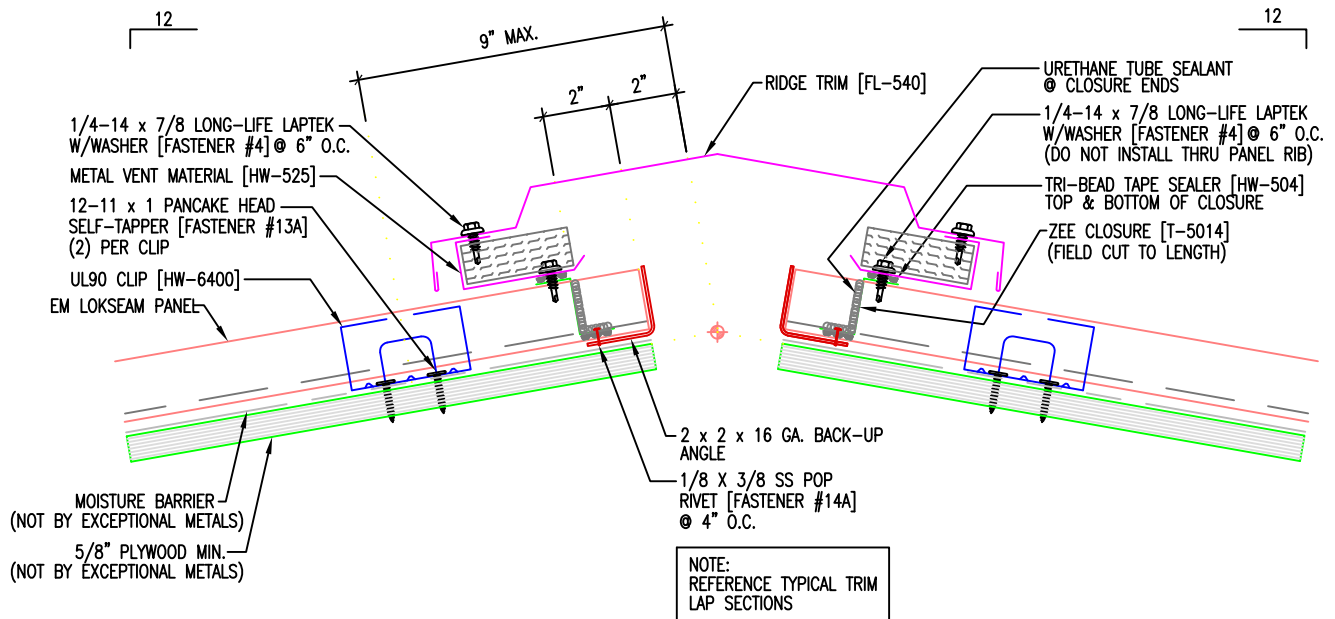 12
12
9" MAX.
2"
2"
RIDGE TRIM [FL-540]
1/4-14 x 7/8 LONG-LIFE LAPTEK
W/WASHER [FASTENER #4] @ 6" O.C.
METAL VENT MATERIAL [HW-525]
12-11 x 1 PANCAKE HEAD
SELF-TAPPER [FASTENER #13A]
(2) PER CLIP
UL90 CLIP [HW-6400]
EM LOKSEAM PANEL
MOISTURE BARRIER
(NOT BY EXCEPTIONAL METALS)
5/8" PLYWOOD MIN.
(NOT BY EXCEPTIONAL METALS)
URETHANE TUBE SEALANT
@ CLOSURE ENDS
1/4-14 x 7/8 LONG-LIFE LAPTEK
W/WASHER [FASTENER #4] @ 6" O.C.
(DO NOT INSTALL THRU PANEL RIB)
TRI-BEAD TAPE SEALER [HW-504]
TOP & BOTTOM OF CLOSURE
ZEE CLOSURE [T-5014]
(FIELD CUT TO LENGTH)
2 x 2 x 16 GA. BACK-UP
ANGLE
1/8 X 3/8 SS POP
RIVET [FASTENER #14A]
@ 4" O.C.
NOTE:
REFERENCE TYPICAL TRIM
LAP SECTIONS